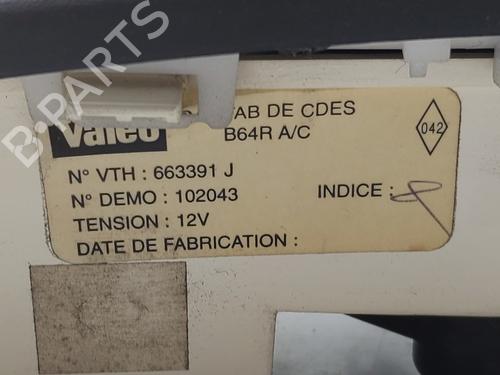 B-PARTS
Valeo
TAB DE CDES
B64R A/C
042
N° VTH : 663391 J
N° DEMO : 102043
INDICE :
TENSION : 12V
DATE DE FABRICATION :